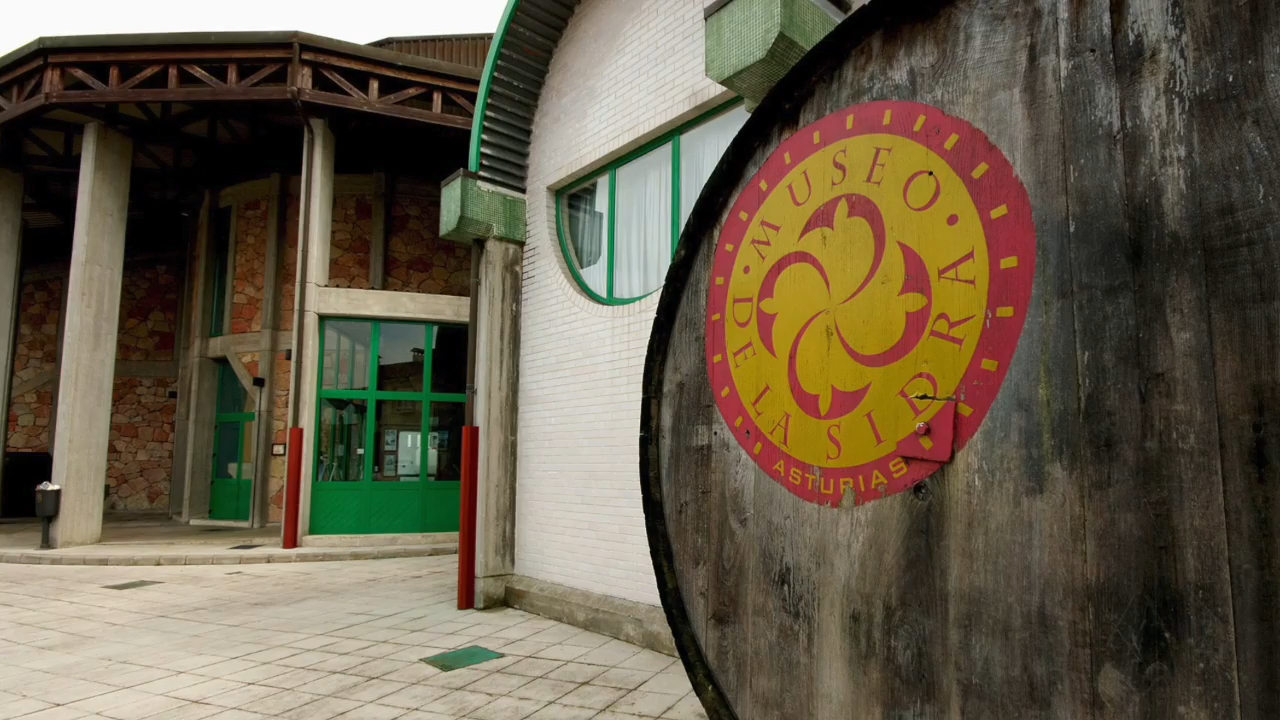 MUSEO • DE LA SIDRA •
ASTURIAS